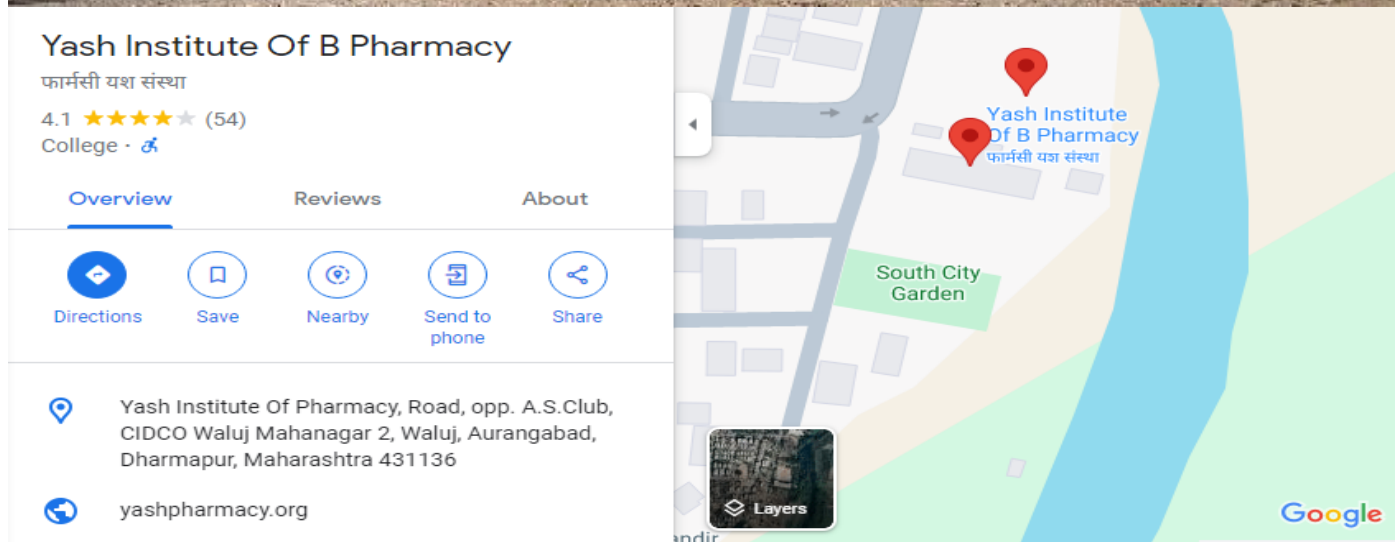 Yash Institute Of B Pharmacy
फार्मसी यश संस्था
4.1 ★★★★★ (54)
College ·
Overview Reviews About
Directions Save Nearby Send to phone Share
Yash Institute Of Pharmacy, Road, opp. A.S.Club,
CIDCO Waluj Mahanagar 2, Waluj, Aurangabad,
Dharmapur, Maharashtra 431136
yashpharmacy.org
Yash Institute
Of B Pharmacy
फार्मसी यश संस्था
South City
Garden
Layers
andir
Google